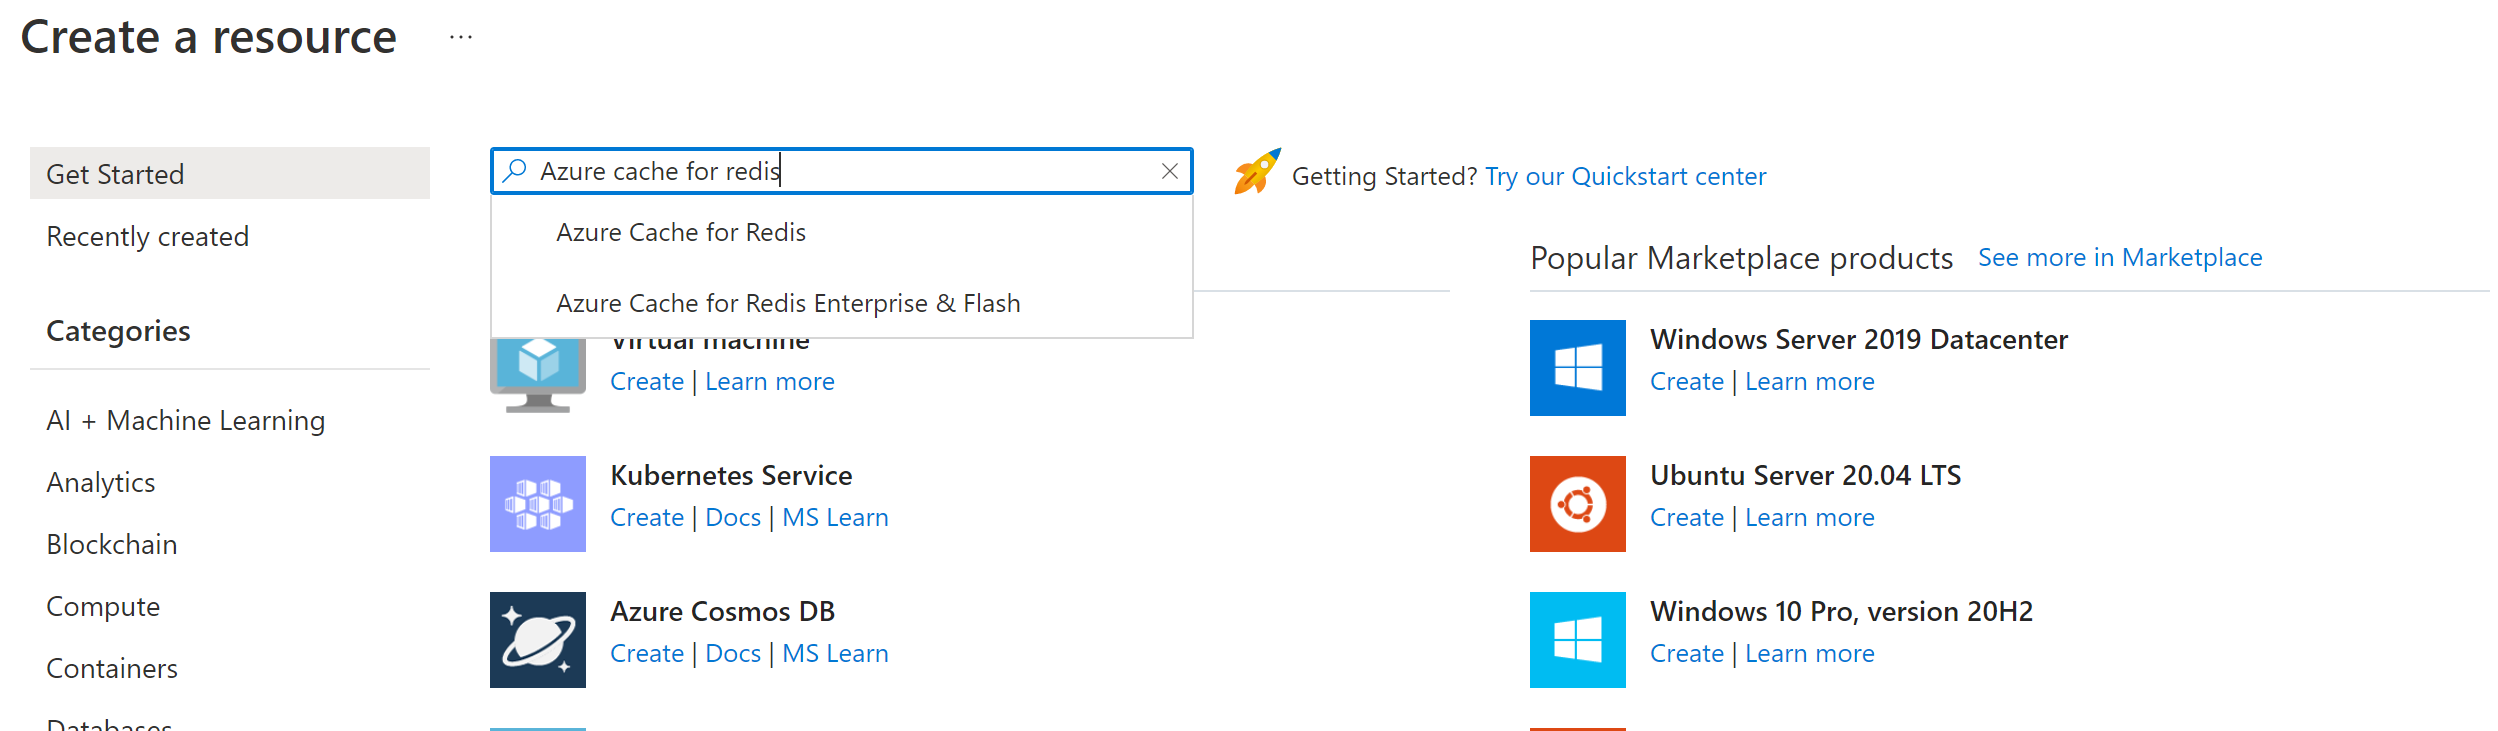 Create a resource ...
Get Started
Recently created
Categories
AI + Machine Learning
Analytics
Blockchain
Compute
Containers
Databases
Azure cache for redis
Azure Cache for Redis
Azure Cache for Redis Enterprise & Flash
Virtual machine
Create | Learn more
Kubernetes Service
Create | Docs | MS Learn
Azure Cosmos DB
Create | Docs | MS Learn
Getting Started? Try our Quickstart center
Popular Marketplace products See more in Marketplace
Windows Server 2019 Datacenter
Create | Learn more
Ubuntu Server 20.04 LTS
Create | Learn more
Windows 10 Pro, version 20H2
Create | Learn more